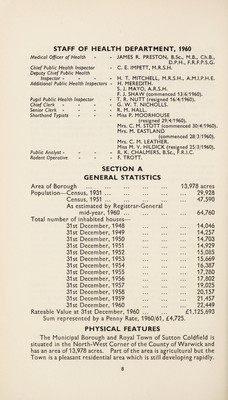 STAFF OF HEALTH DEPARTMENT, 1960
Medical Officer of Health - - JAMES R. PRESTON, B.Sc., M.B., Ch.B.,
D.P.H., F.R.F.P.S.G.
Chief Public Health Inspector - C. E. IMPETT, M.R.S.H.
Deputy Chief Public Health
Inspector - - - - H. T. MITCHELL, M.R.S.H., A.M.I.P.H.E.
Additional Public Health Inspectors - H. MEREDITH.
S. J. MAYO, A.R.S.H.
F. J. SHAW (commenced 13/6/1960).
Pupil Public Health Inspector - T. R. NUTT (resigned 16/4/1960).
Chief Clerk - - - - G. W. T. NICHOLLS.
Senior Clerk - - - - R. M. HALL.
Shorthand Typists - - - Miss P. MOORHOUSE
(resigned 29/4/1960).
Mrs. C. M. STOTT (commenced 30/4/1960).
Mrs. M. EASTLAND
(commenced 28/3/1960).
Mrs. C. M. LEATHER.
Miss M. V. HILDICK (resigned 25/3/1960).
Public Analyst - - - - R. K. CHALMERS, B.Sc., F.R.I.C.
Rodent Operative - - - F. TROTT.
SECTION A
GENERAL STATISTICS
Area of Borough ... ... ... ... 13,978 acres
Population—Census, 1931 ... ... ... ... 29,928
Census, 1951 ... ... ... ... 47,590
As estimated by Registrar-General
mid-year, 1960 ... ... ... 64,760
Total number of inhabited houses—
31st December, 1948 ... ... ... 14,046
31st December, 1949 ... ... ... 14,257
31st December, 1950 ... ... ... 14,703
31st December, 1951 ... ... ... 14,929
31st December, 1952 ... ... ... 15,085
31st December, 1953 ... ... ... 15,669
31st December, 1954 ... ... ... 16,387
31st December, 1955 ... ... ... 17,280
31st December, 1956 ... ... ... 17,802
31st December, 1957 ... ... ... 19,025
31st December, 1958 ... ... ... 20,157
31st December, 1959 ... ... ... 21,457
31st December, 1960 ... ... ... 22,449
Rateable Value at 31st December, 1960 ... £1,125,693
Sum represented by a Penny Rate, 1960/61, £4,725.
PHYSICAL FEATURES
The Municipal Borough and Royal Town of Sutton Coldfield is
situated in the North-West Corner of the County of Warwick and
has an area of 13,978 acres. Part of the area is agricultural but the
Town is a pleasant residential area which is still developing rapidly.
8